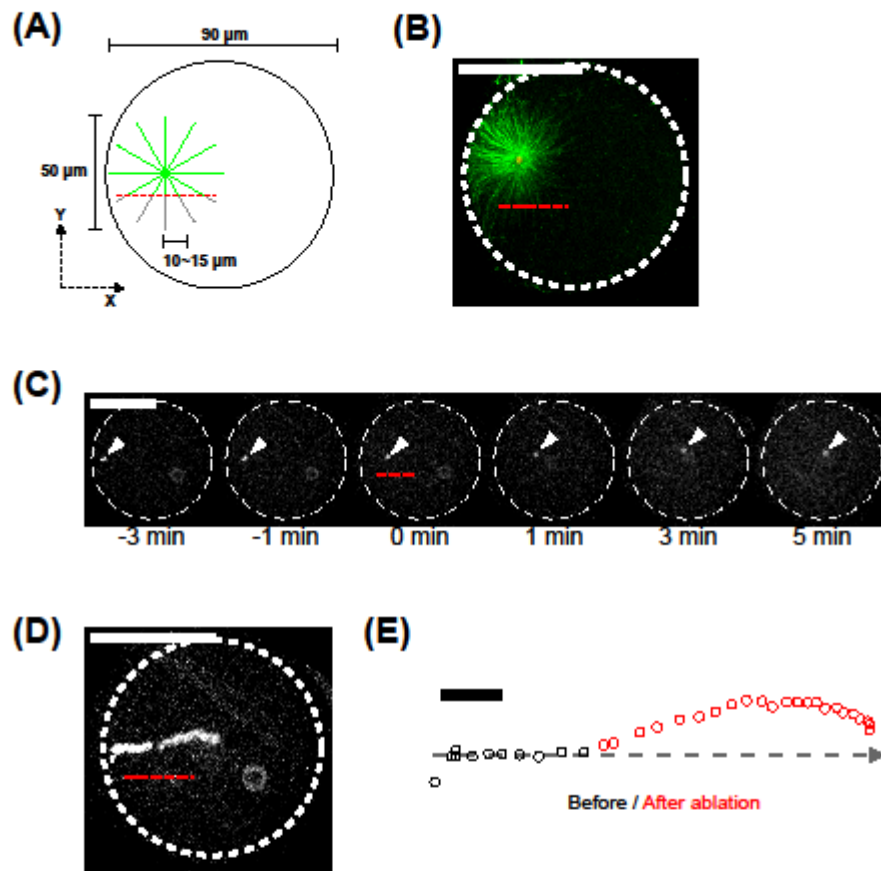 (A)
90 µm
50 µm
Y
X
10~15 µm
(B)
(C)
-3 min
-1 min
0 min
1 min
3 min
5 min
(D)
(E)
Before / After ablation